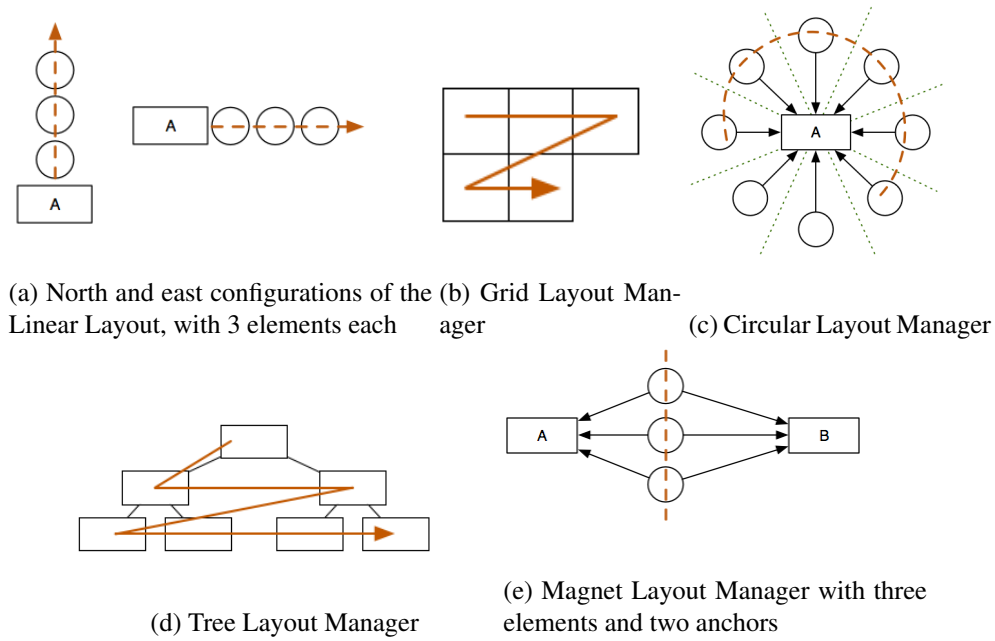 A
A
A
(a) North and east configurations of the
Linear Layout, with 3 elements each
(b) Grid Layout Man-
ager
(c) Circular Layout Manager
A
B
(d) Tree Layout Manager
(e) Magnet Layout Manager with three
elements and two anchors